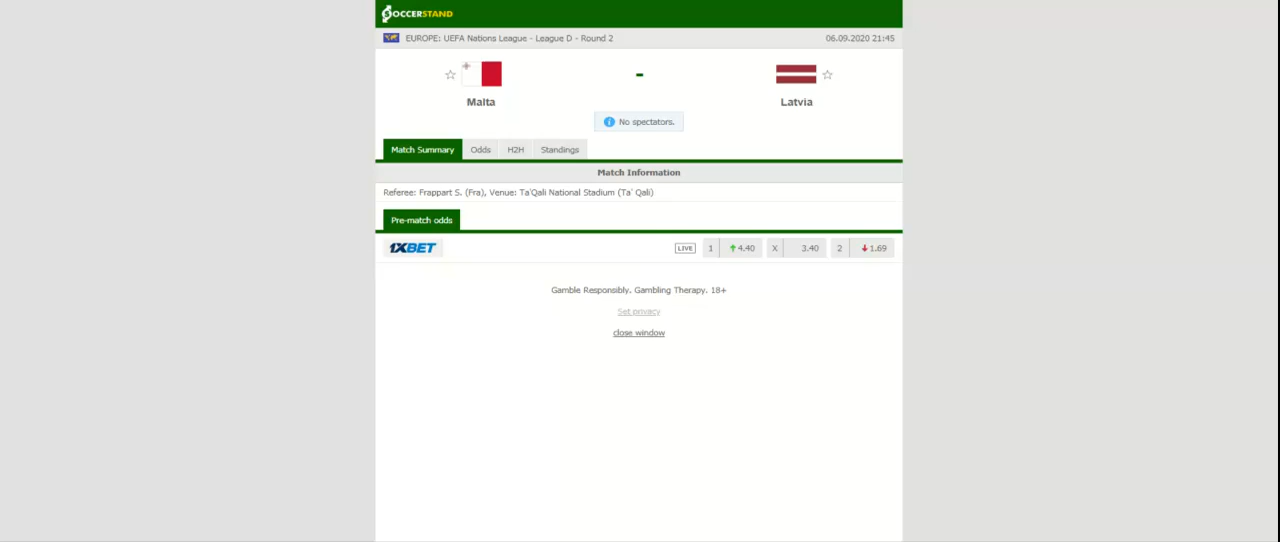 SOCCERSTAND
EUROPE: UEFA Nations League - League D - Round 2 06.09.2020 21:45
-
Malta Latvia
No spectators.
Match Summary Odds H2H Standings
Match Information
Referee: Frappart S. (Fra), Venue: Ta'Qali National Stadium (Ta` Qali)
Pre-match odds
1XBET LIVE 1 4.40 X 3.40 2 1.69
Gamble Responsibly. Gambling Therapy. 18+
Set privacy
close window